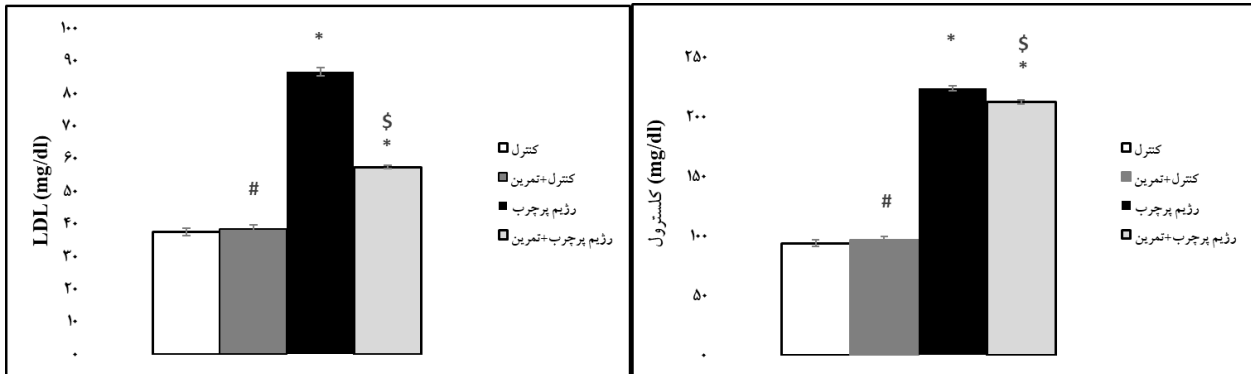 LDL (mg/dl)
۱۰۰
۹۰
۸۰
۷۰
۶۰
۵۰
۴۰
۳۰
۲۰
۱۰
۰
#
*
$
*
کنترل
کنترل+تمرین
رژیم پرچرب
رژیم پرچرب+تمرین
کلسترول (mg/dl)
۲۵۰
۲۰۰
۱۵۰
۱۰۰
۵۰
۰
#
*
$
*
کنترل
کنترل+تمرین
رژیم پرچرب
رژیم پرچرب+تمرین